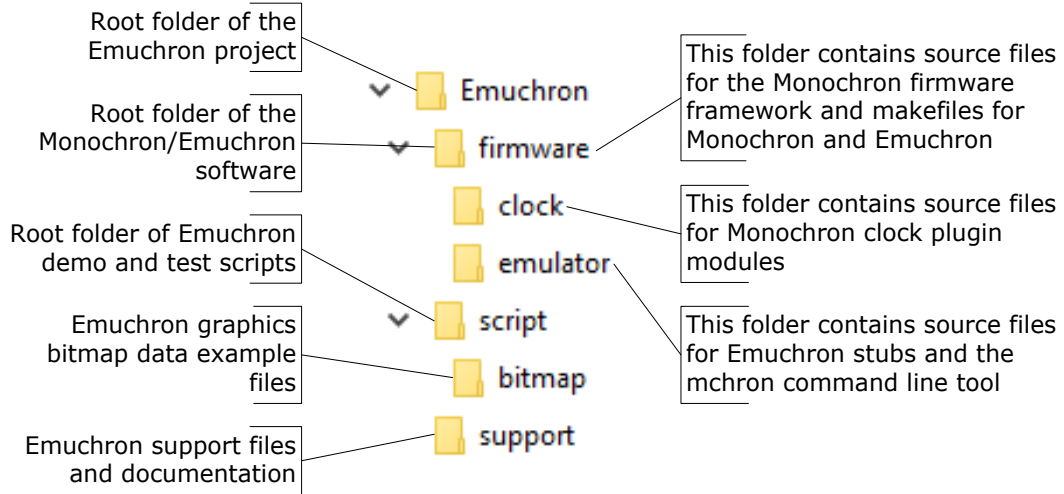 Root folder of the
Emuchron project
Root folder of the
Monochron/Emuchron
software
Root folder of Emuchron
demo and test scripts
Emuchron graphics
bitmap data example
files
Emuchron support files
and documentation
Emuchron
firmware
clock
emulator
script
bitmap
support
This folder contains source files
for the Monochron firmware
framework and makefiles for
Monochron and Emuchron
This folder contains source files
for Monochron clock plugin
modules
This folder contains source files
for Emuchron stubs and the
mchron command line tool